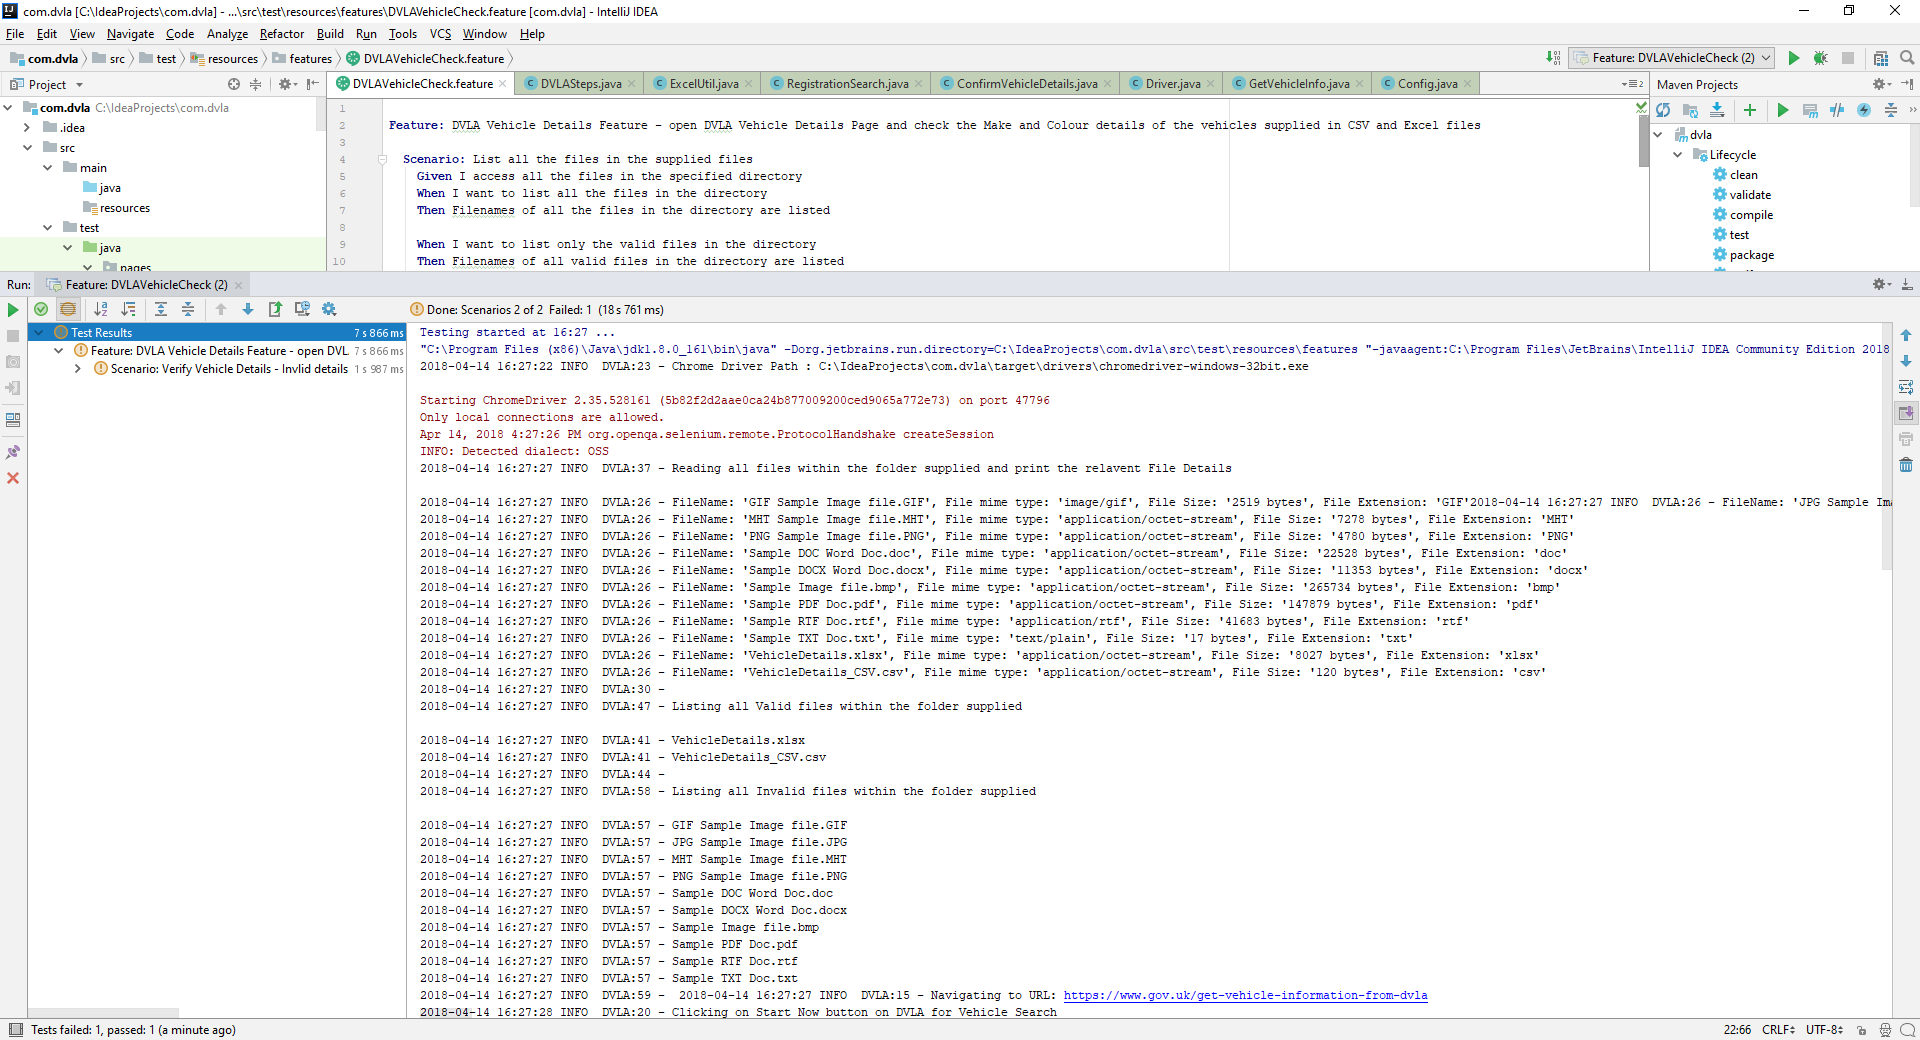 com.dvla [C:\IdeaProjects\com.dvla] - ...\src\test\resources\features\DVLAVehicleCheck.feature [com.dvla] - IntelliJ IDEA
File Edit View Navigate Code Analyze Refactor Build Run Tools VCS Window Help
com.dvla src test resources features DVLAVehicleCheck.feature
Feature: DVLAVehicleCheck (2)
Project
DVLAVehicleCheck.feature DVLASteps.java ExcelUtil.java RegistrationSearch.java ConfirmVehicleDetails.java Driver.java GetVehicleInfo.java Config.java
Maven Projects
com.dvla C:\IdeaProjects\com.dvla
.idea
src
main
java
resources
test
java
pages
1
2 Feature: DVLA Vehicle Details Feature - open DVLA Vehicle Details Page and check the Make and Colour details of the vehicles supplied in CSV and Excel files
3
4 Scenario: List all the files in the supplied files
5 Given I access all the files in the specified directory
6 When I want to list all the files in the directory
7 Then Filenames of all the files in the directory are listed
8
9 When I want to list only the valid files in the directory
10 Then Filenames of all valid files in the directory are listed
dvla
Lifecycle
clean
validate
compile
test
package
Run: Feature: DVLAVehicleCheck (2)
Done: Scenarios 2 of 2 Failed: 1 (18 s 761 ms)
Test Results 7 s 866 ms
Feature: DVLA Vehicle Details Feature - open DVL 7 s 866 ms
Scenario: Verify Vehicle Details - Invlid details 1 s 987 ms
Testing started at 16:27 ...
"C:\Program Files (x86)\Java\jdk1.8.0_161\bin\java" -Dorg.jetbrains.run.directory=C:\IdeaProjects\com.dvla\src\test\resources\features "-javaagent:C:\Program Files\JetBrains\IntelliJ IDEA Community Edition 2018
2018-04-14 16:27:22 INFO DVLA:23 - Chrome Driver Path : C:\IdeaProjects\com.dvla\target\drivers\chromedriver-windows-32bit.exe
Starting ChromeDriver 2.35.528161 (5b82f2d2aae0ca24b877009200ced9065a772e73) on port 47796
Only local connections are allowed.
Apr 14, 2018 4:27:26 PM org.openqa.selenium.remote.ProtocolHandshake createSession
INFO: Detected dialect: OSS
2018-04-14 16:27:27 INFO DVLA:37 - Reading all files within the folder supplied and print the relavent File Details
2018-04-14 16:27:27 INFO DVLA:26 - FileName: 'GIF Sample Image file.GIF', File mime type: 'image/gif', File Size: '2519 bytes', File Extension: 'GIF'2018-04-14 16:27:27 INFO DVLA:26 - FileName: 'JPG Sample Im
2018-04-14 16:27:27 INFO DVLA:26 - FileName: 'MHT Sample Image file.MHT', File mime type: 'application/octet-stream', File Size: '7278 bytes', File Extension: 'MHT'
2018-04-14 16:27:27 INFO DVLA:26 - FileName: 'PNG Sample Image file.PNG', File mime type: 'application/octet-stream', File Size: '4780 bytes', File Extension: 'PNG'
2018-04-14 16:27:27 INFO DVLA:26 - FileName: 'Sample DOC Word Doc.doc', File mime type: 'application/octet-stream', File Size: '22528 bytes', File Extension: 'doc'
2018-04-14 16:27:27 INFO DVLA:26 - FileName: 'Sample DOCX Word Doc.docx', File mime type: 'application/octet-stream', File Size: '11353 bytes', File Extension: 'docx'
2018-04-14 16:27:27 INFO DVLA:26 - FileName: 'Sample Image file.bmp', File mime type: 'application/octet-stream', File Size: '265734 bytes', File Extension: 'bmp'
2018-04-14 16:27:27 INFO DVLA:26 - FileName: 'Sample PDF Doc.pdf', File mime type: 'application/octet-stream', File Size: '147879 bytes', File Extension: 'pdf'
2018-04-14 16:27:27 INFO DVLA:26 - FileName: 'Sample RTF Doc.rtf', File mime type: 'application/rtf', File Size: '41683 bytes', File Extension: 'rtf'
2018-04-14 16:27:27 INFO DVLA:26 - FileName: 'Sample TXT Doc.txt', File mime type: 'text/plain', File Size: '17 bytes', File Extension: 'txt'
2018-04-14 16:27:27 INFO DVLA:26 - FileName: 'VehicleDetails.xlsx', File mime type: 'application/octet-stream', File Size: '8027 bytes', File Extension: 'xlsx'
2018-04-14 16:27:27 INFO DVLA:26 - FileName: 'VehicleDetails_CSV.csv', File mime type: 'application/octet-stream', File Size: '120 bytes', File Extension: 'csv'
2018-04-14 16:27:27 INFO DVLA:30 -
2018-04-14 16:27:27 INFO DVLA:47 - Listing all Valid files within the folder supplied
2018-04-14 16:27:27 INFO DVLA:41 - VehicleDetails.xlsx
2018-04-14 16:27:27 INFO DVLA:41 - VehicleDetails_CSV.csv
2018-04-14 16:27:27 INFO DVLA:44 -
2018-04-14 16:27:27 INFO DVLA:58 - Listing all Invalid files within the folder supplied
2018-04-14 16:27:27 INFO DVLA:57 - GIF Sample Image file.GIF
2018-04-14 16:27:27 INFO DVLA:57 - JPG Sample Image file.JPG
2018-04-14 16:27:27 INFO DVLA:57 - MHT Sample Image file.MHT
2018-04-14 16:27:27 INFO DVLA:57 - PNG Sample Image file.PNG
2018-04-14 16:27:27 INFO DVLA:57 - Sample DOC Word Doc.doc
2018-04-14 16:27:27 INFO DVLA:57 - Sample DOCX Word Doc.docx
2018-04-14 16:27:27 INFO DVLA:57 - Sample Image file.bmp
2018-04-14 16:27:27 INFO DVLA:57 - Sample PDF Doc.pdf
2018-04-14 16:27:27 INFO DVLA:57 - Sample RTF Doc.rtf
2018-04-14 16:27:27 INFO DVLA:57 - Sample TXT Doc.txt
2018-04-14 16:27:27 INFO DVLA:59 - 2018-04-14 16:27:27 INFO DVLA:15 - Navigating to URL: https://www.gov.uk/get-vehicle-information-from-dvla
2018-04-14 16:27:28 INFO DVLA:20 - Clicking on Start Now button on DVLA for Vehicle Search
Tests failed: 1, passed: 1 (a minute ago)
22:66 CRLF UTF-8